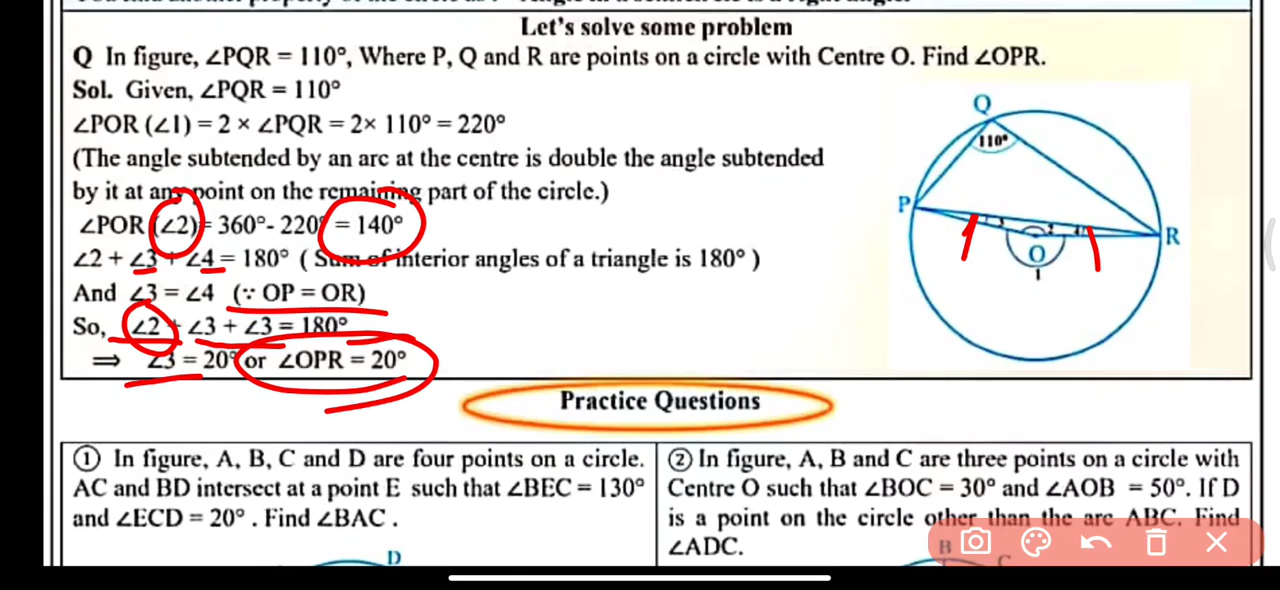 Let's solve some problem
Q In figure, ∠PQR = 110°, Where P, Q and R are points on a circle with Centre O. Find ∠OPR.
Sol. Given, ∠PQR = 110°
∠POR (∠1) = 2 × ∠PQR = 2× 110° = 220°
(The angle subtended by an arc at the centre is double the angle subtended
by it at any point on the remaining part of the circle.)
∠POR (∠2)= 360°- 220° = 140°
∠2 + ∠3 + ∠4 = 180° ( Sum of interior angles of a triangle is 180° )
And ∠3 = ∠4 (∵ OP = OR)
So, ∠2 + ∠3 + ∠3 = 180°
⟹ ∠3 = 20° or ∠OPR = 20°
Q
110°
P
R
O
1
Practice Questions
① In figure, A, B, C and D are four points on a circle.
AC and BD intersect at a point E such that ∠BEC = 130°
and ∠ECD = 20° . Find ∠BAC .
D
② In figure, A, B and C are three points on a circle with
Centre O such that ∠BOC = 30° and ∠AOB = 50°. If D
is a point on the circle other than the arc ABC. Find
∠ADC.
B
C